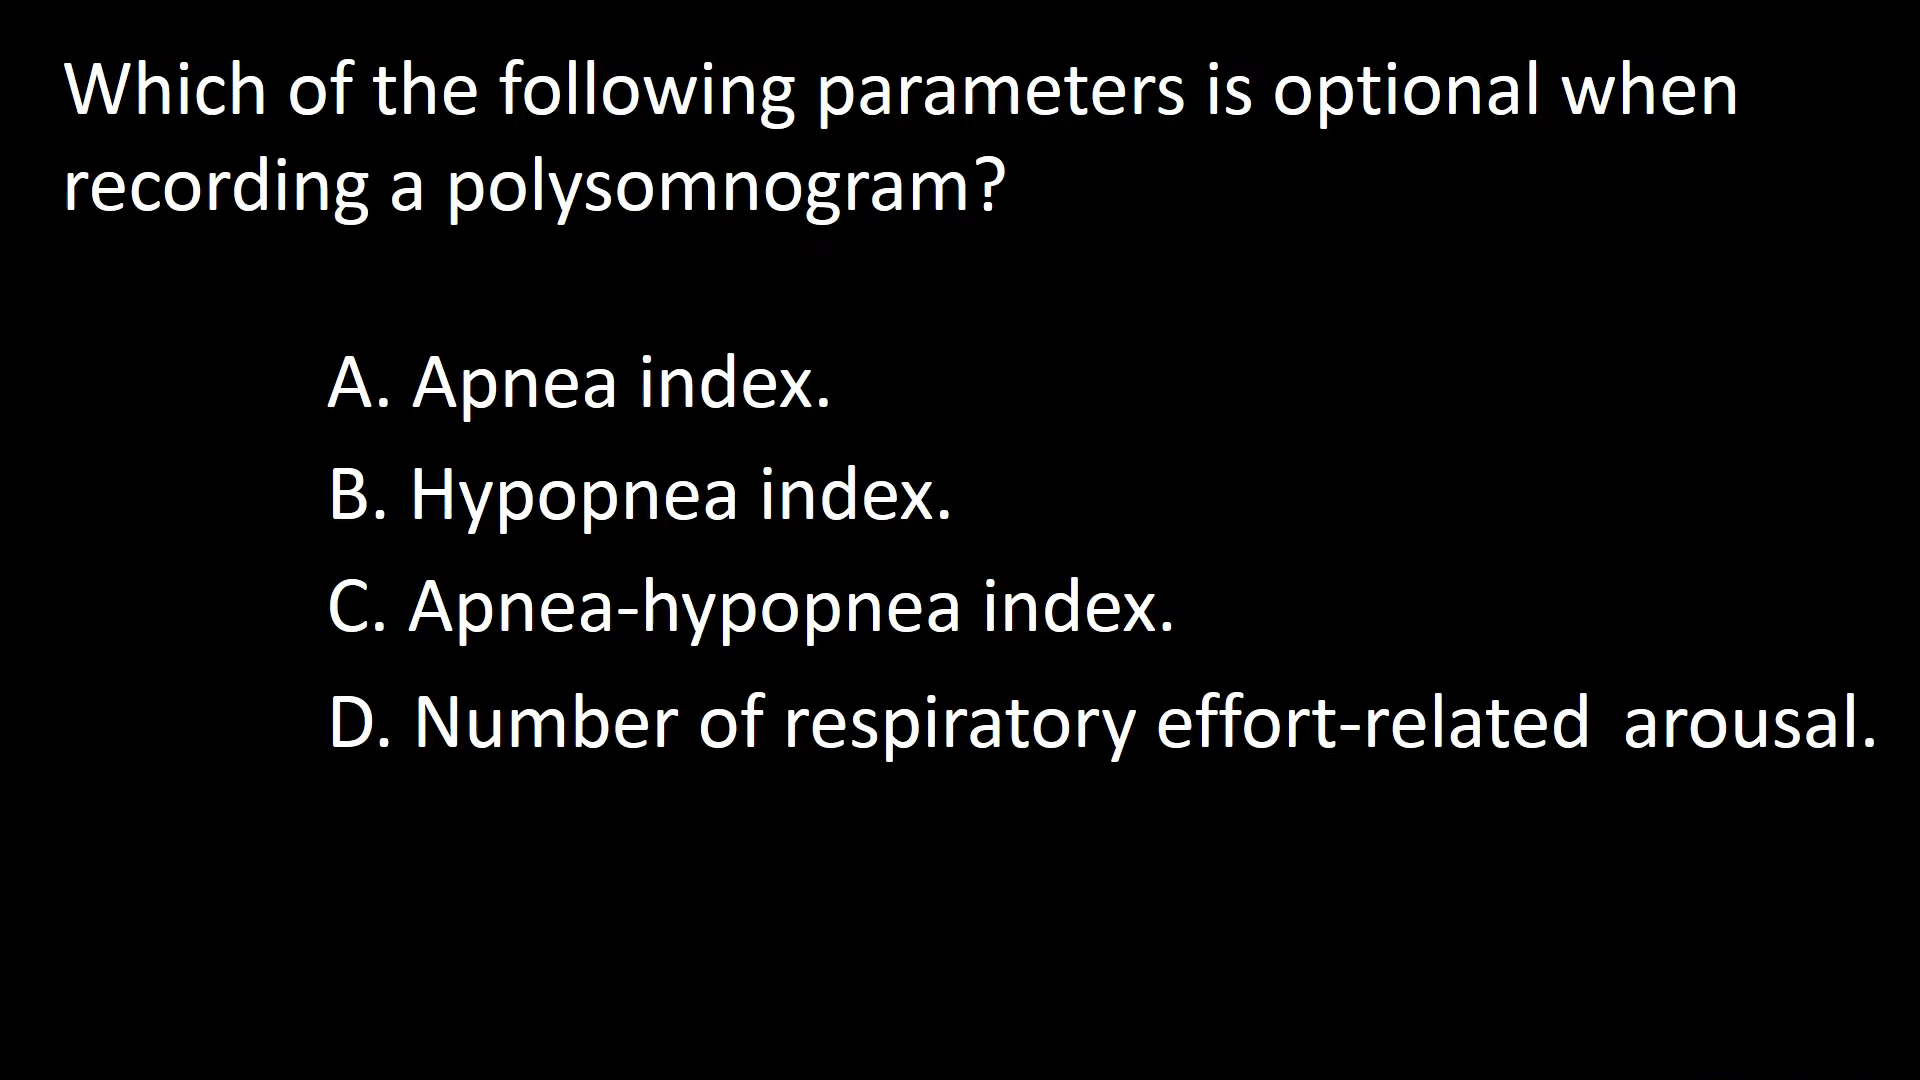 Which of the following parameters is optional when
recording a polysomnogram?
A. Apnea index.
B. Hypopnea index.
C. Apnea-hypopnea index.
D. Number of respiratory effort-related arousal.